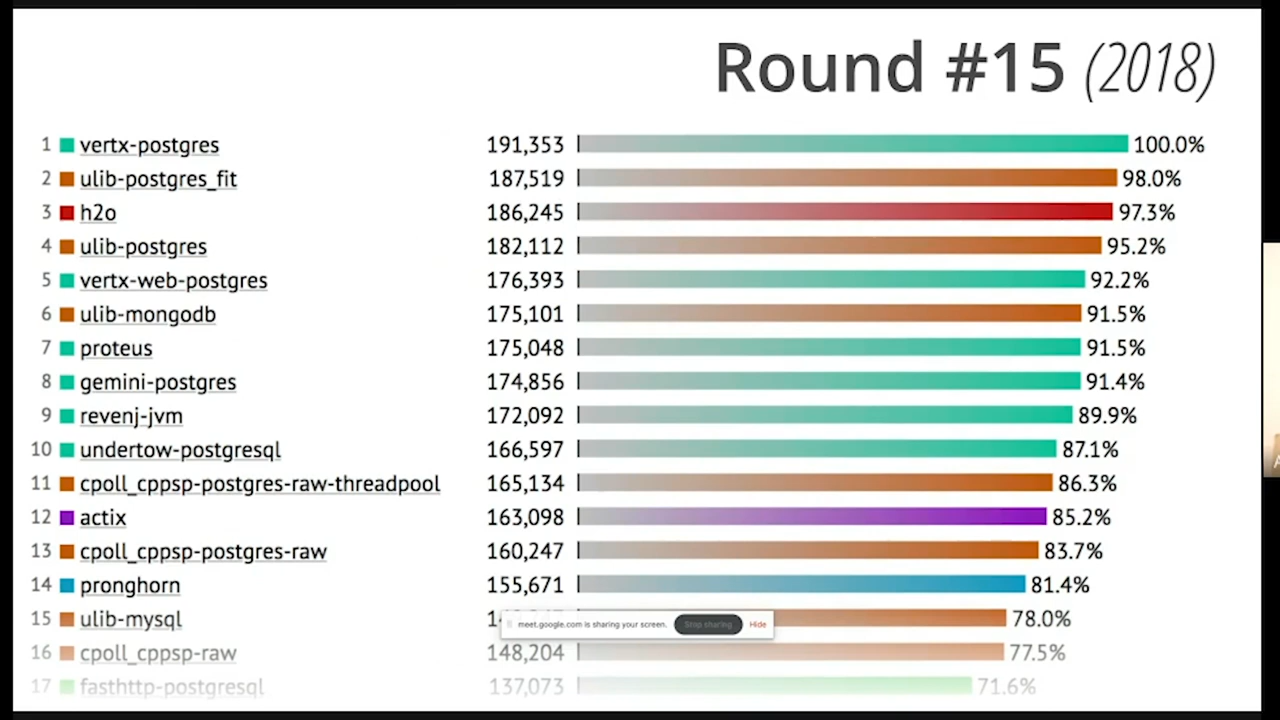 Round #15 (2018)
1 vertx-postgres 191,353 100.0%
2 ulib-postgres_fit 187,519 98.0%
3 h2o 186,245 97.3%
4 ulib-postgres 182,112 95.2%
5 vertx-web-postgres 176,393 92.2%
6 ulib-mongodb 175,101 91.5%
7 proteus 175,048 91.5%
8 gemini-postgres 174,856 91.4%
9 revenj-jvm 172,092 89.9%
10 undertow-postgresql 166,597 87.1%
11 cpoll_cppsp-postgres-raw-threadpool 165,134 86.3%
12 actix 163,098 85.2%
13 cpoll_cppsp-postgres-raw 160,247 83.7%
14 pronghorn 155,671 81.4%
15 ulib-mysql 78.0%
meet.google.com is sharing your screen. Stop sharing Hide
16 cpoll_cppsp-raw 148,204 77.5%
17 fasthttp-postgresql 137,073 71.6%